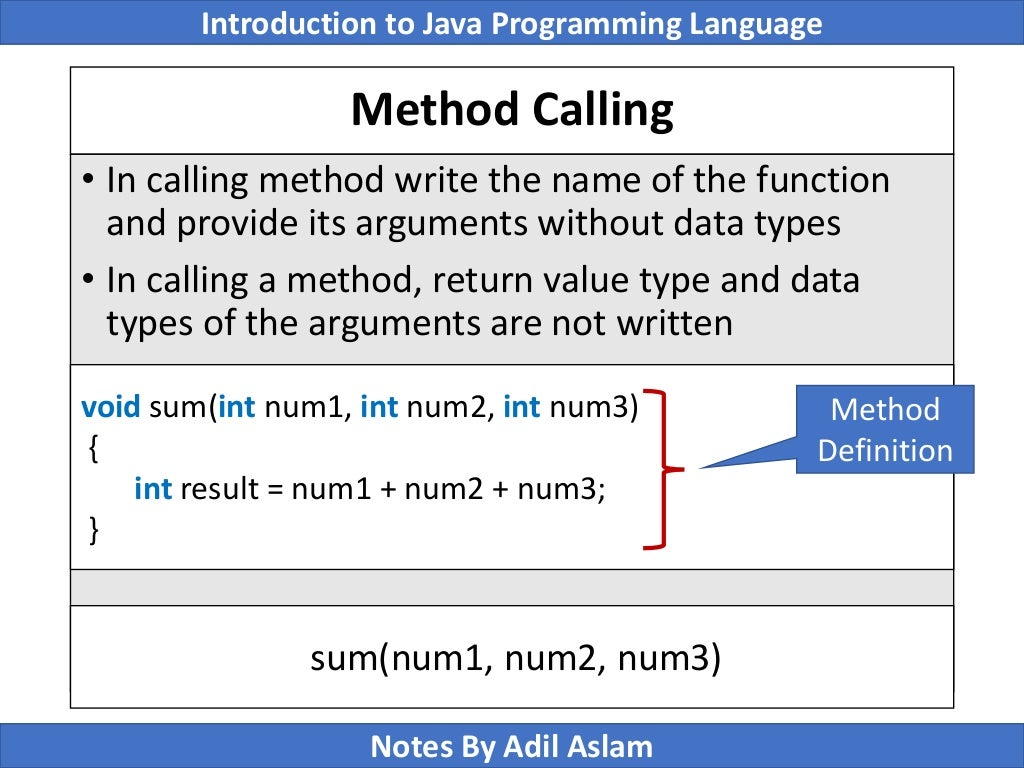 Introduction to Java Programming Language
Method Calling
• In calling method write the name of the function
and provide its arguments without data types
• In calling a method, return value type and data
types of the arguments are not written
void sum(int num1, int num2, int num3)
{
int result = num1 + num2 + num3;
}
Method
Definition
sum(num1, num2, num3)
Notes By Adil Aslam